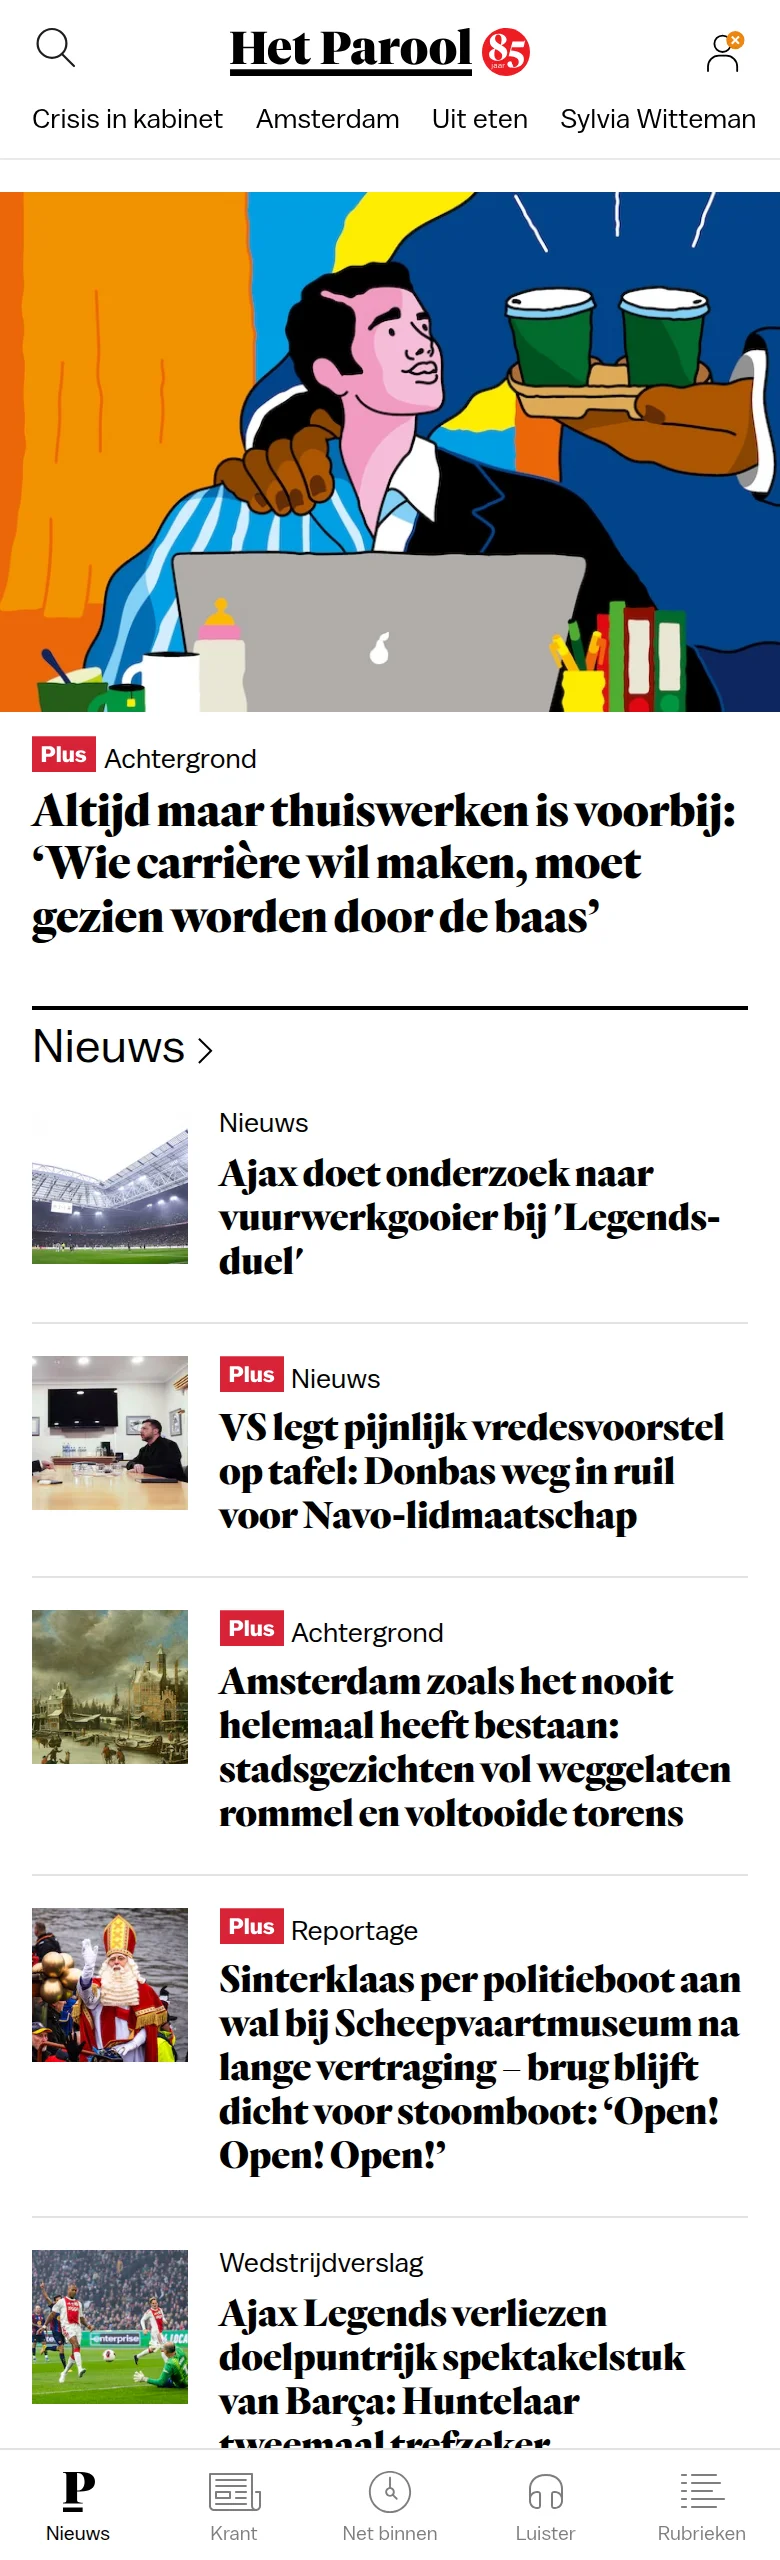 Het Parool 85 jaar
Crisis in kabinet Amsterdam Uit eten Sylvia Witteman
Plus Achtergrond
Altijd maar thuiswerken is voorbij:
‘Wie carrière wil maken, moet
gezien worden door de baas’
Nieuws
Nieuws
Ajax doet onderzoek naar
vuurwerkgooier bij 'Legends-
duel'
Plus Nieuws
VS legt pijnlijk vredesvoorstel
op tafel: Donbas weg in ruil
voor Navo-lidmaatschap
Plus Achtergrond
Amsterdam zoals het nooit
helemaal heeft bestaan:
stadsgezichten vol weggelaten
rommel en voltooide torens
Plus Reportage
Sinterklaas per politieboot aan
wal bij Scheepvaartmuseum na
lange vertraging – brug blijft
dicht voor stoomboot: ‘Open!
Open! Open!’
Wedstrijdverslag
enterprise
Ajax Legends verliezen
doelpuntrijk spektakelstuk
van Barça: Huntelaar
tweemaal trefzeker
P
Nieuws Krant Net binnen Luister Rubrieken